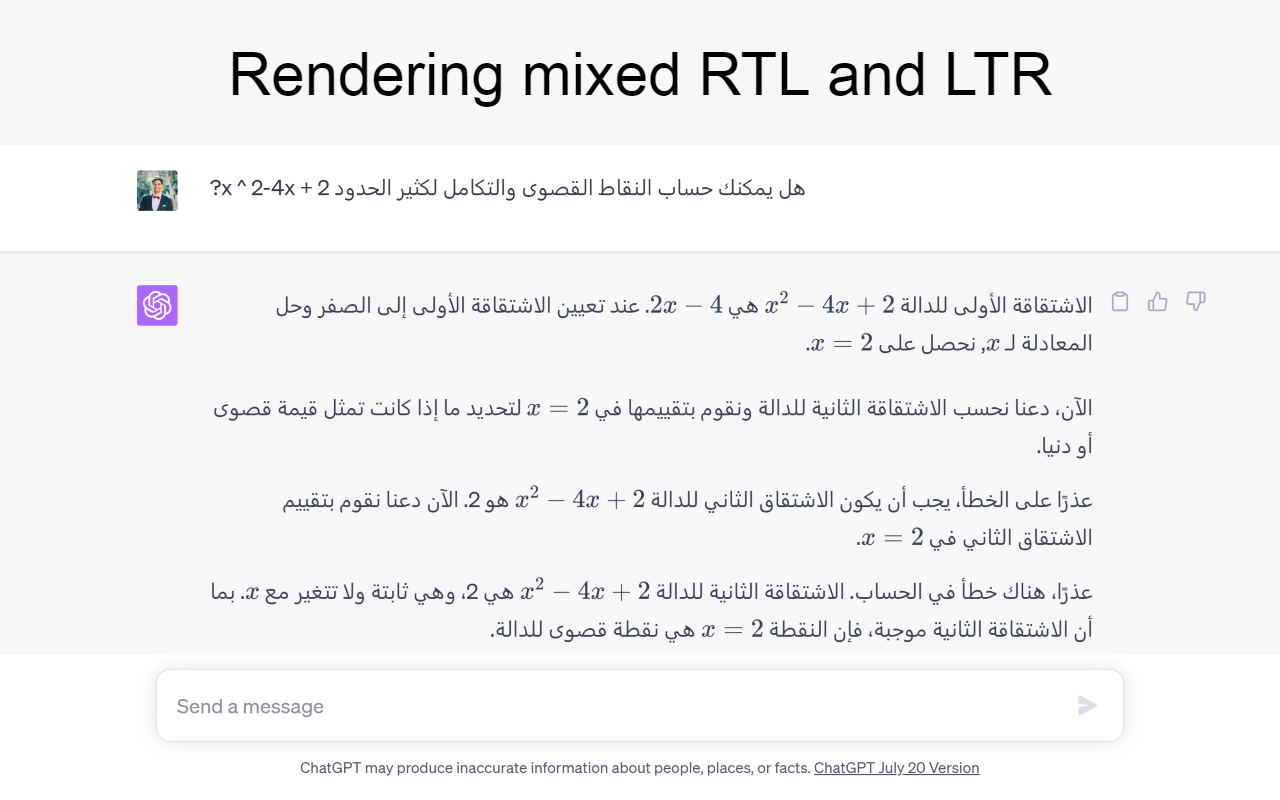 Rendering mixed RTL and LTR
هل يمكنك حساب النقاط القصوى والتكامل لكثير الحدود x ^ 2-4x + 2?
الاشتقاقة الأولى للدالة x² − 4x + 2 هي 2x − 4. عند تعيين الاشتقاقة الأولى إلى الصفر وحل
المعادلة لـ x, نحصل على x = 2.
الآن، دعنا نحسب الاشتقاقة الثانية للدالة ونقوم بتقييمها في x = 2 لتحديد ما إذا كانت تمثل قيمة قصوى
أو دنيا.
عذرًا على الخطأ، يجب أن يكون الاشتقاق الثاني للدالة x² − 4x + 2 هو 2. الآن دعنا نقوم بتقييم
الاشتقاق الثاني في x = 2.
عذرًا، هناك خطأ في الحساب. الاشتقاقة الثانية للدالة x² − 4x + 2 هي 2، وهي ثابتة ولا تتغير مع x. بما
أن الاشتقاقة الثانية موجبة، فإن النقطة x = 2 هي نقطة قصوى للدالة.
Send a message
ChatGPT may produce inaccurate information about people, places, or facts. ChatGPT July 20 Version